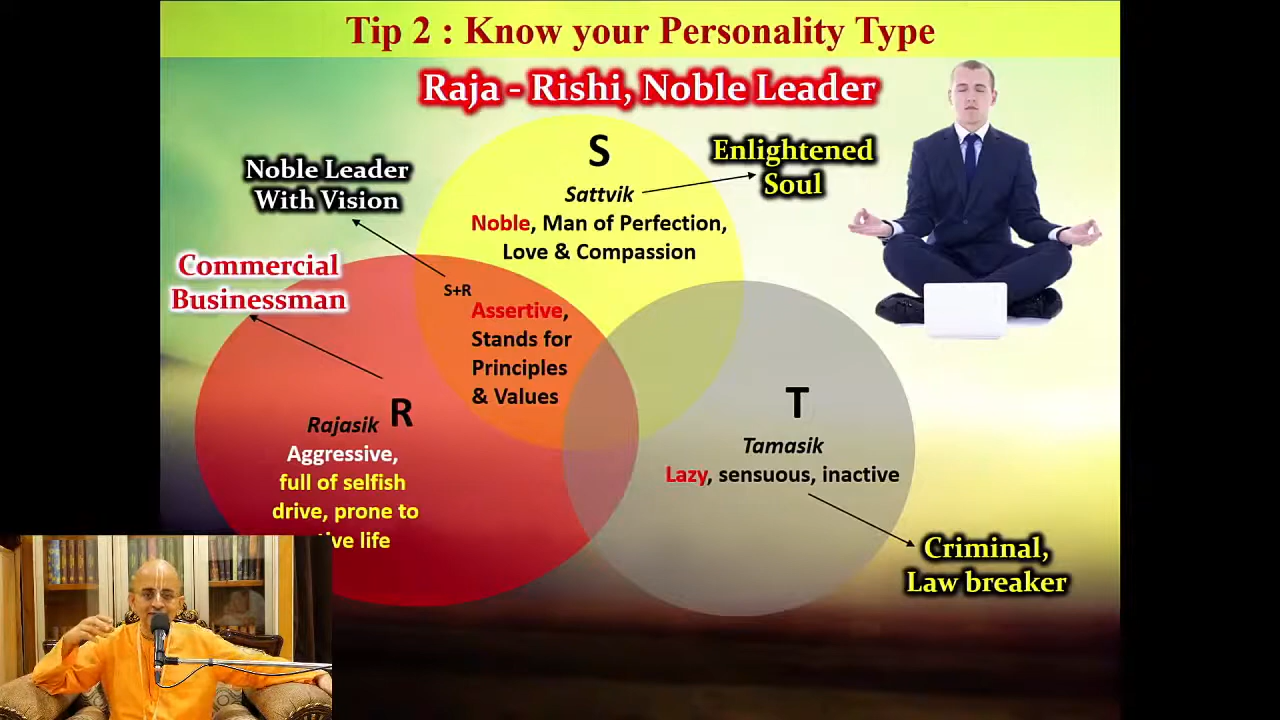 Tip 2 : Know your Personality Type
Raja - Rishi, Noble Leader
S
Sattvik
Noble, Man of Perfection,
Love & Compassion
Enlightened
Soul
Noble Leader
With Vision
Commercial
Businessman
S+R
Assertive,
Stands for
Principles
& Values
R
Rajasik
Aggressive,
full of selfish
drive, prone to
life
T
Tamasik
Lazy, sensuous, inactive
Criminal,
Law breaker